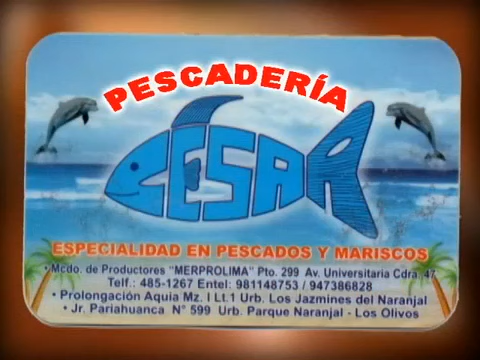 PESCADERÍA
CESAR
ESPECIALIDAD EN PESCADOS Y MARISCOS
• Mcdo. de Productores "MERPROLIMA" Pto. 299 Av. Universitaria Cdra. 47
Telf.: 485-1267 Entel: 981148753 / 947386828
• Prolongación Aquia Mz. I Lt.1 Urb. Los Jazmines del Naranjal
• Jr. Pariahuanca N° 599 Urb. Parque Naranjal - Los Olivos